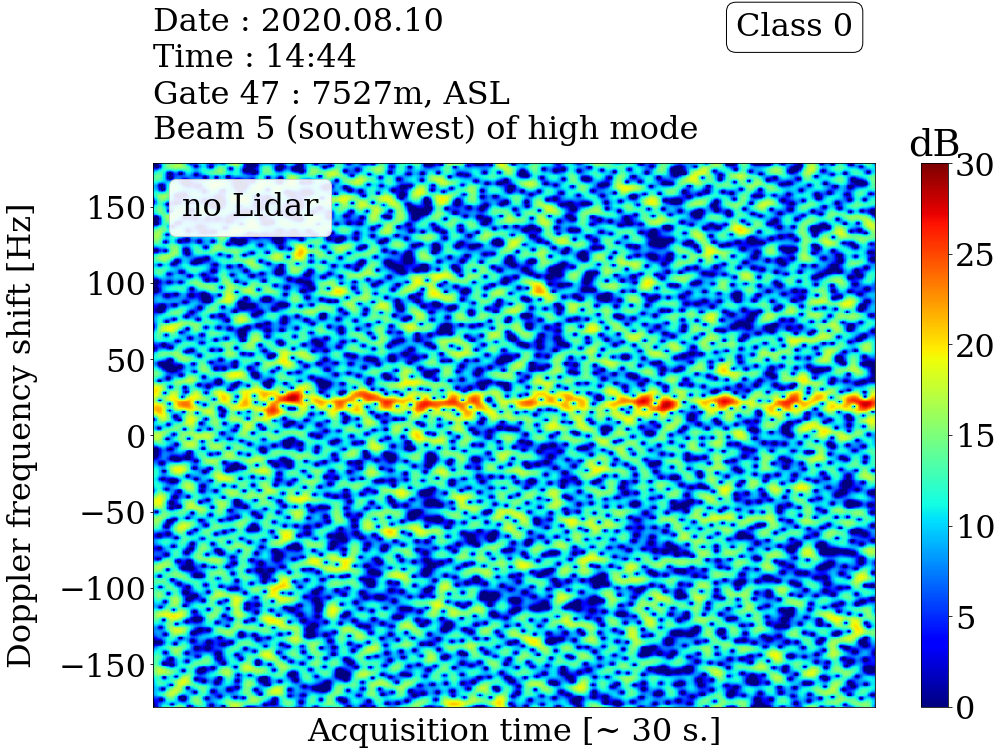 Date : 2020.08.10
Time : 14:44
Gate 47 : 7527m, ASL
Beam 5 (southwest) of high mode
Class 0
dB
no Lidar
Doppler frequency shift [Hz]
150
100
50
0
−50
−100
−150
30
25
20
15
10
5
0
Acquisition time [~ 30 s.]